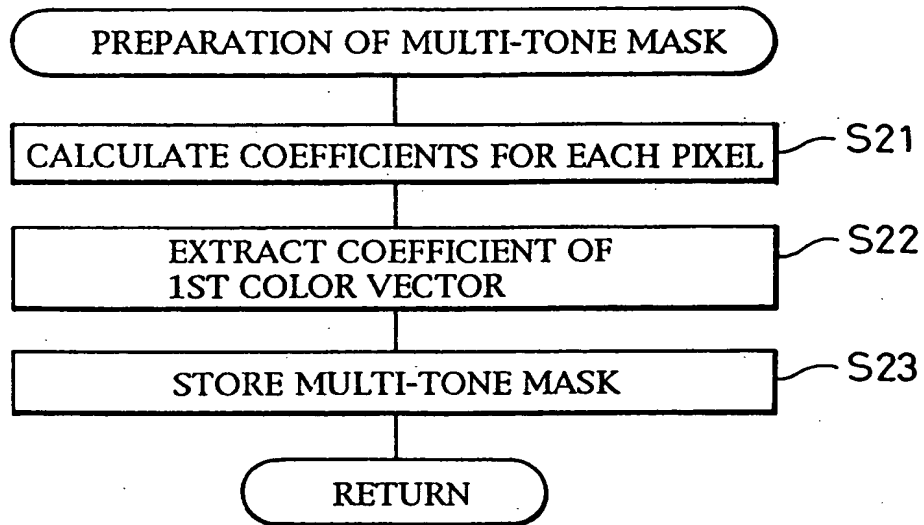 PREPARATION OF MULTI-TONE MASK
CALCULATE COEFFICIENTS FOR EACH PIXEL
S21
EXTRACT COEFFICIENT OF
1ST COLOR VECTOR
S22
STORE MULTI-TONE MASK
S23
RETURN